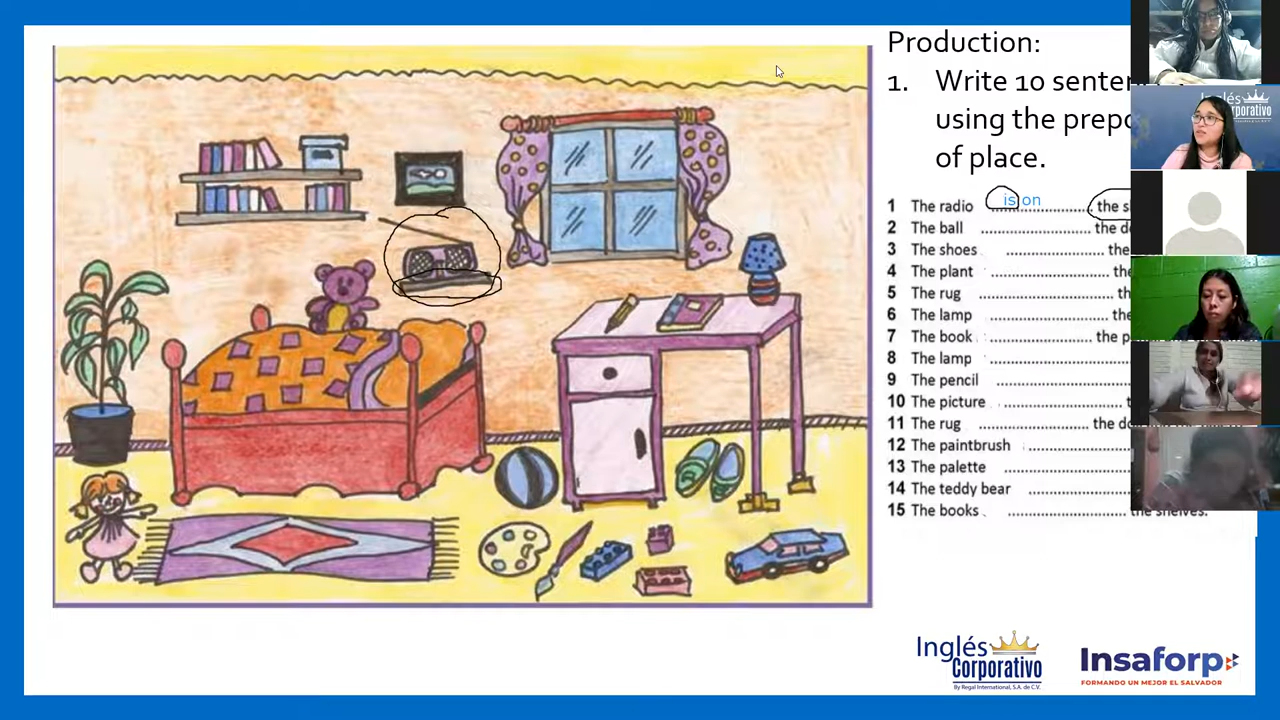 Production:
1. Write 10 sentences
using the
of place.
1 The radio is on the
2 The ball .............................. the
3 The shoes ........................... the
4 The plant .............................. the
5 The rug ....................................
6 The lamp ................................ the
7 The book ................................ the
8 The lamp ....................................
9 The pencil ....................................
10 The picture ................................
11 The rug ................................ the
12 The paintbrush ..............................
13 The palette ....................................
14 The teddy bear ..............................
15 The books ................................ the shelves.
Inglés
Corporativo
By Regal International, S.A. de C.V.
Insaforp
FORMANDO UN MEJOR EL SALVADOR
Inglés
Corporativo